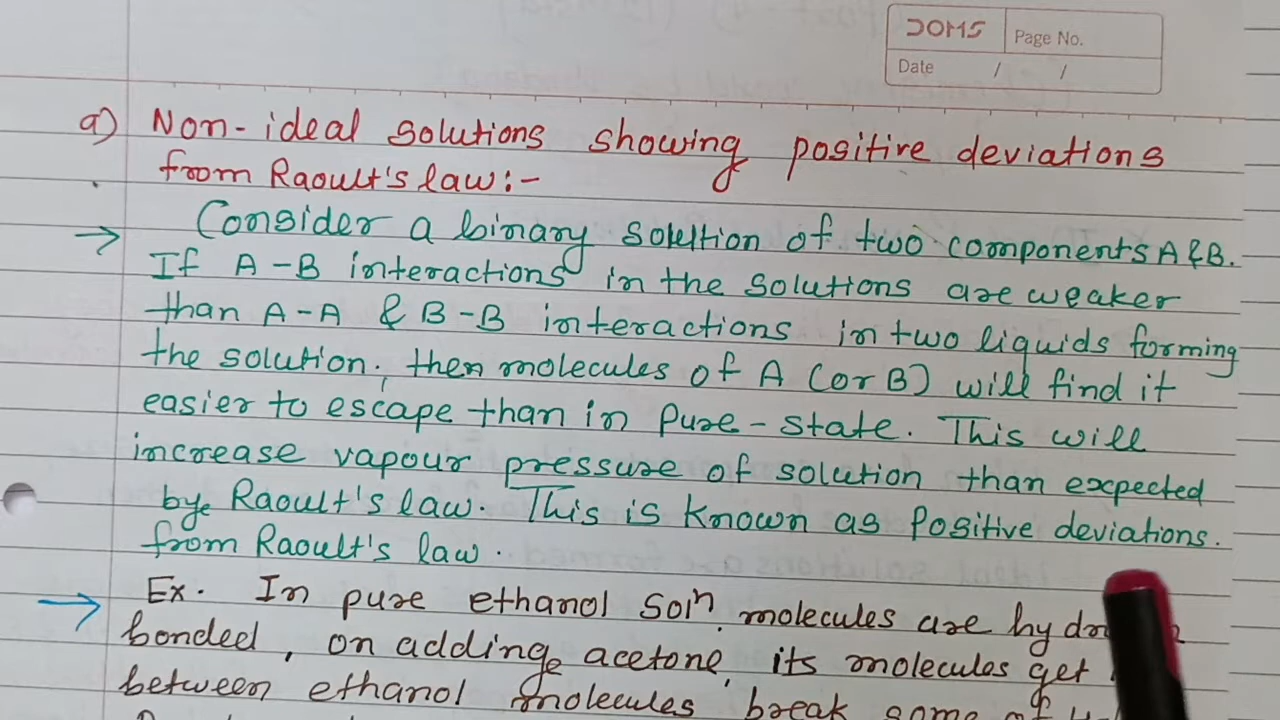 DOMS
Page No.
Date / /
a) Non-ideal solutions showing positive deviations
from Raoult's law:-
→ Consider a binary solution of two components A & B.
If A-B interactions in the solutions are weaker
than A-A & B-B interactions in two liquids forming
the solution, then molecules of A (or B) will find it
easier to escape than in pure-state. This will
increase vapour pressure of solution than expected
by Raoult's law. This is known as Positive deviations.
from Raoult's law.
→ Ex. In pure ethanol solⁿ, molecules are
bonded, on adding acetone, its molecules get
between ethanol molecules break some of